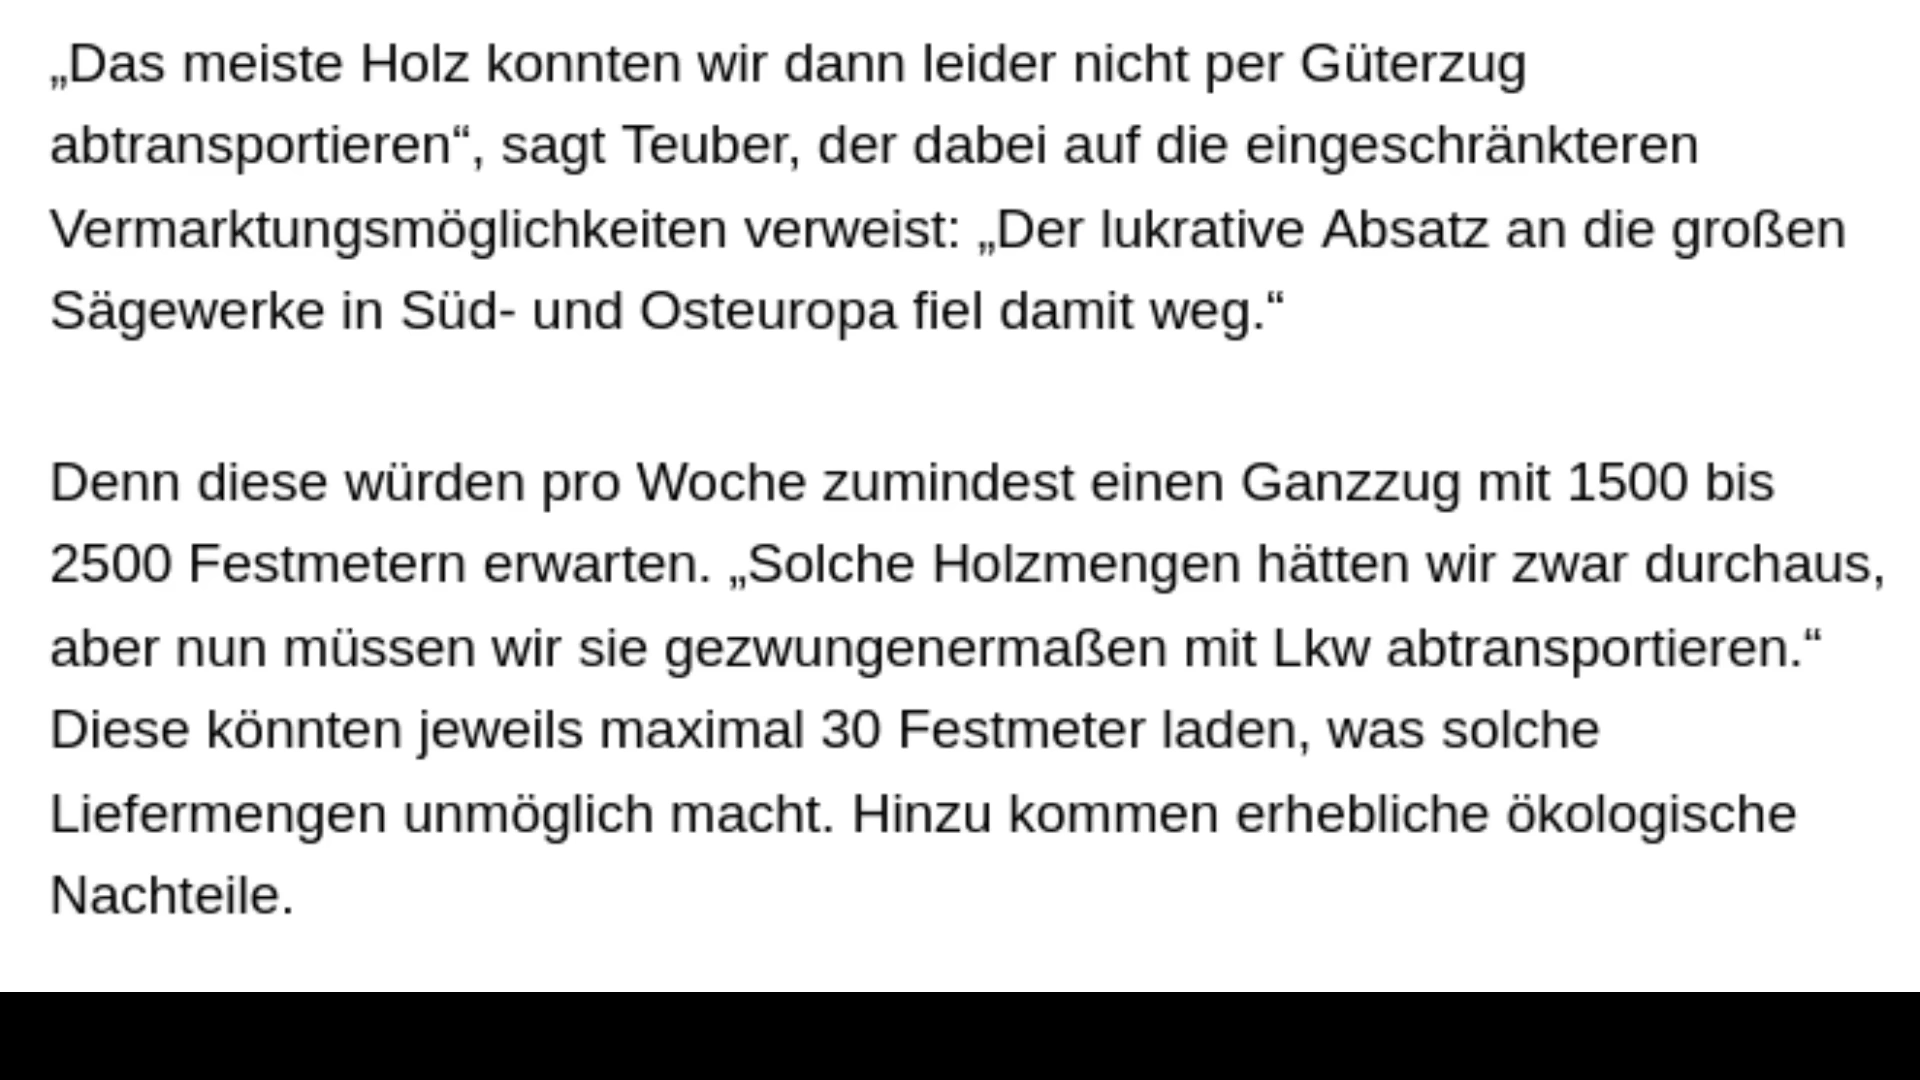 „Das meiste Holz konnten wir dann leider nicht per Güterzug
abtransportieren“, sagt Teuber, der dabei auf die eingeschränkteren
Vermarktungsmöglichkeiten verweist: „Der lukrative Absatz an die großen
Sägewerke in Süd- und Osteuropa fiel damit weg.“
Denn diese würden pro Woche zumindest einen Ganzzug mit 1500 bis
2500 Festmetern erwarten. „Solche Holzmengen hätten wir zwar durchaus,
aber nun müssen wir sie gezwungenermaßen mit Lkw abtransportieren.“
Diese könnten jeweils maximal 30 Festmeter laden, was solche
Liefermengen unmöglich macht. Hinzu kommen erhebliche ökologische
Nachteile.